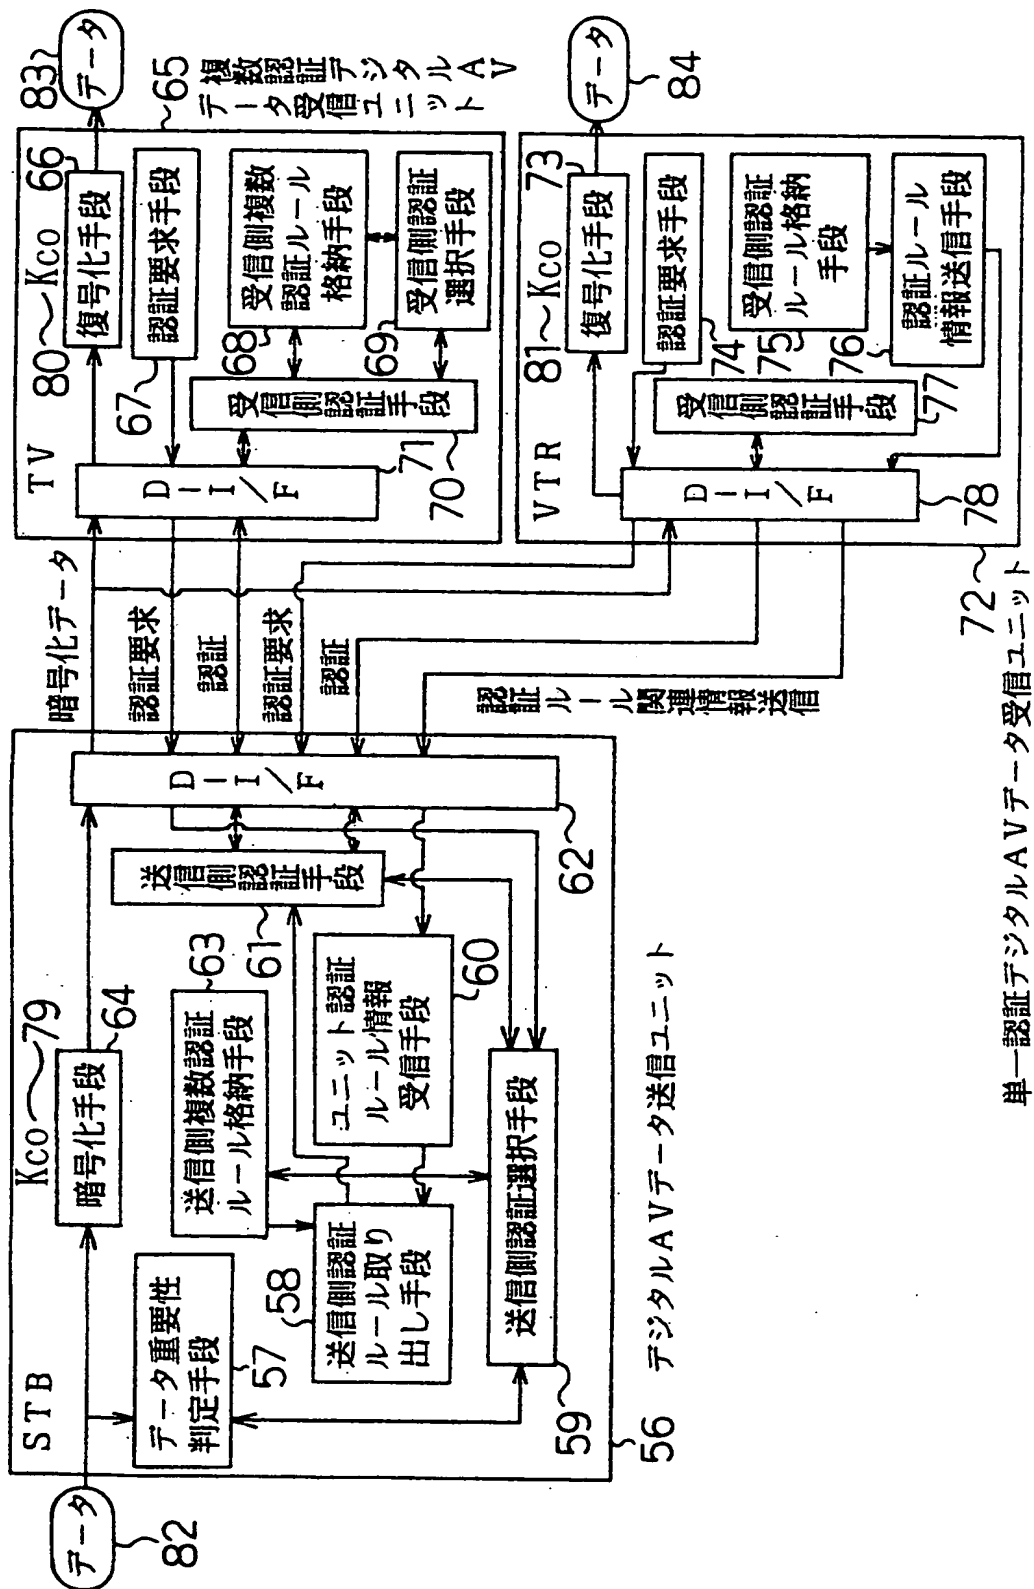 データ
82
STB
データ重要性
判定手段
57
Kco
79
暗号化手段
64
送信側複数認証
ルール格納手段
63
送信側認証
ルール取り
出し手段
58
ユニット認証
ルール情報
受信手段
60
送信側認証手段
61
送信側認証選択手段
59
D-I/F
62
56
デジタルAVデータ送信ユニット
暗号化データ
認証要求
認証
認証要求
認証
認証ルール関連情報送信
TV
80
Kco
復号化手段
66
認証要求手段
67
受信側複数
認証ルール
格納手段
68
受信側認証
選択手段
69
受信側認証手段
70
D-I/F
71
データ
83
65
複数認証デジタルAV
データ受信ユニット
VTR
81
Kco
復号化手段
73
認証要求手段
74
受信側認証
ルール格納
手段
75
認証ルール
情報送信手段
76
受信側認証手段
77
D-I/F
78
データ
84
72
単一認証デジタルAVデータ受信ユニット